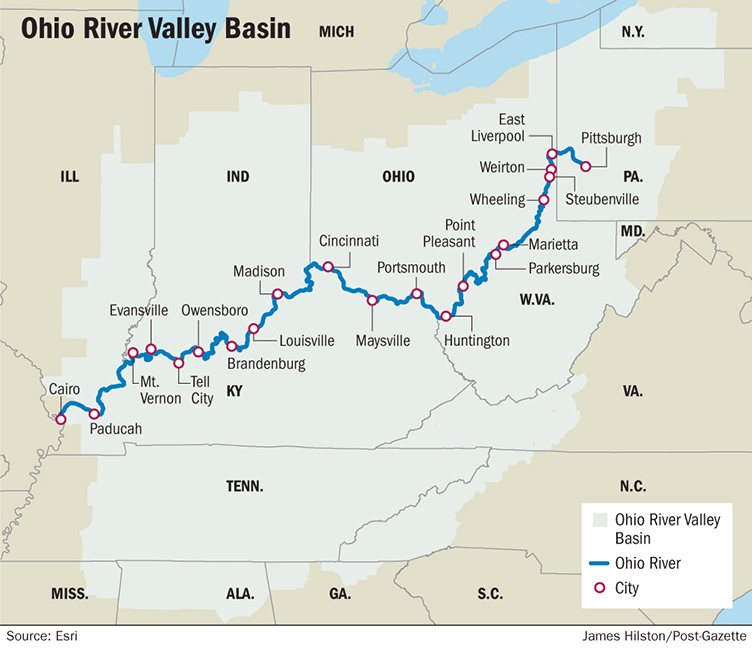 Ohio River Valley Basin
MICH
N.Y.
East
Liverpool
Pittsburgh
Weirton
ILL
IND
OHIO
PA.
Steubenville
Wheeling
Point
Pleasant
MD.
Cincinnati
Marietta
Madison
Portsmouth
Parkersburg
W.VA.
Evansville
Owensboro
Louisville
Maysville
Huntington
Brandenburg
Cairo
Mt.
Vernon
Tell
City
KY
VA.
Paducah
TENN.
N.C.
Ohio River Valley
Basin
Ohio River
City
MISS.
ALA.
GA.
S.C.
Source: Esri
James Hilston/Post-Gazette